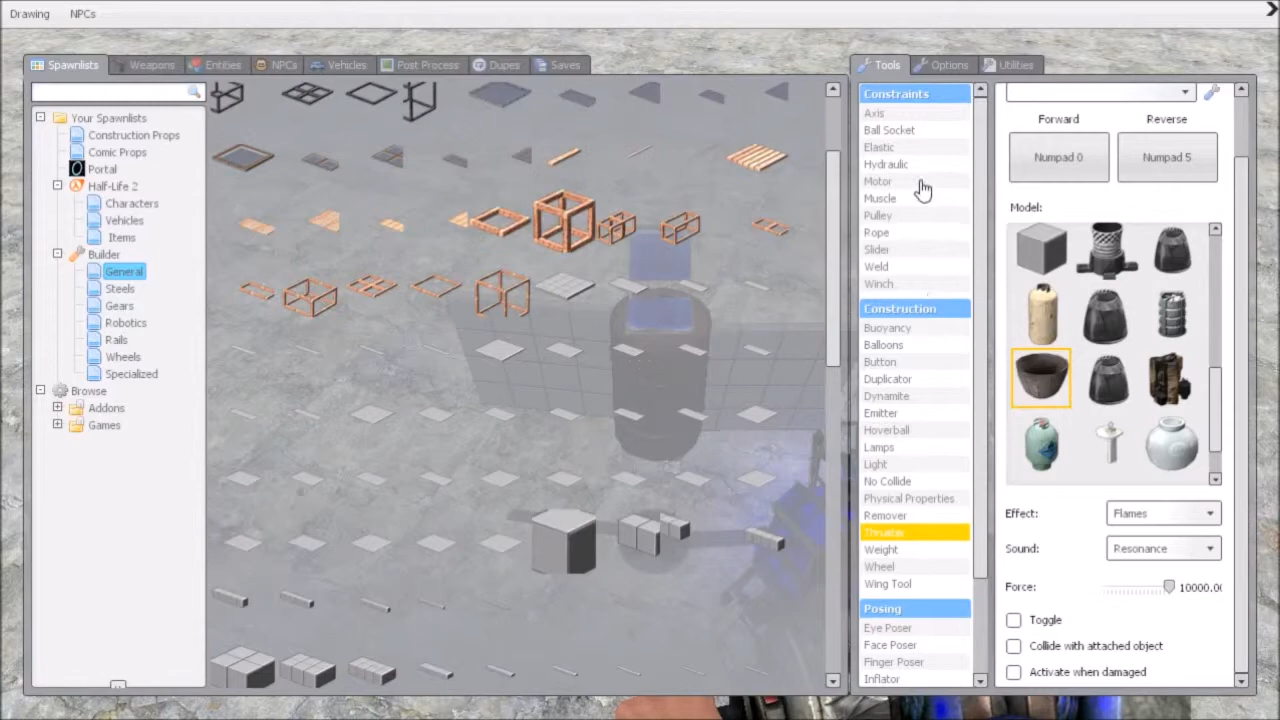 Drawing NPCs
Spawnlists Weapons Entities NPCs Vehicles Post Process Dupes Saves
Your Spawnlists
Construction Props
Comic Props
Portal
Half-Life 2
Characters
Vehicles
Items
Builder
General
Steels
Gears
Robotics
Rails
Wheels
Specialized
Browse
Addons
Games
Tools Options Utilities
Constraints
Axis
Ball Socket
Elastic
Hydraulic
Motor
Muscle
Pulley
Rope
Slider
Weld
Winch
Construction
Buoyancy
Balloons
Button
Duplicator
Dynamite
Emitter
Hoverball
Lamps
Light
No Collide
Physical Properties
Remover
Thruster
Weight
Wheel
Wing Tool
Posing
Eye Poser
Face Poser
Finger Poser
Inflator
Forward Reverse
Numpad 0 Numpad 5
Model:
Effect: Flames
Sound: Resonance
Force: 10000.00
Toggle
Collide with attached object
Activate when damaged